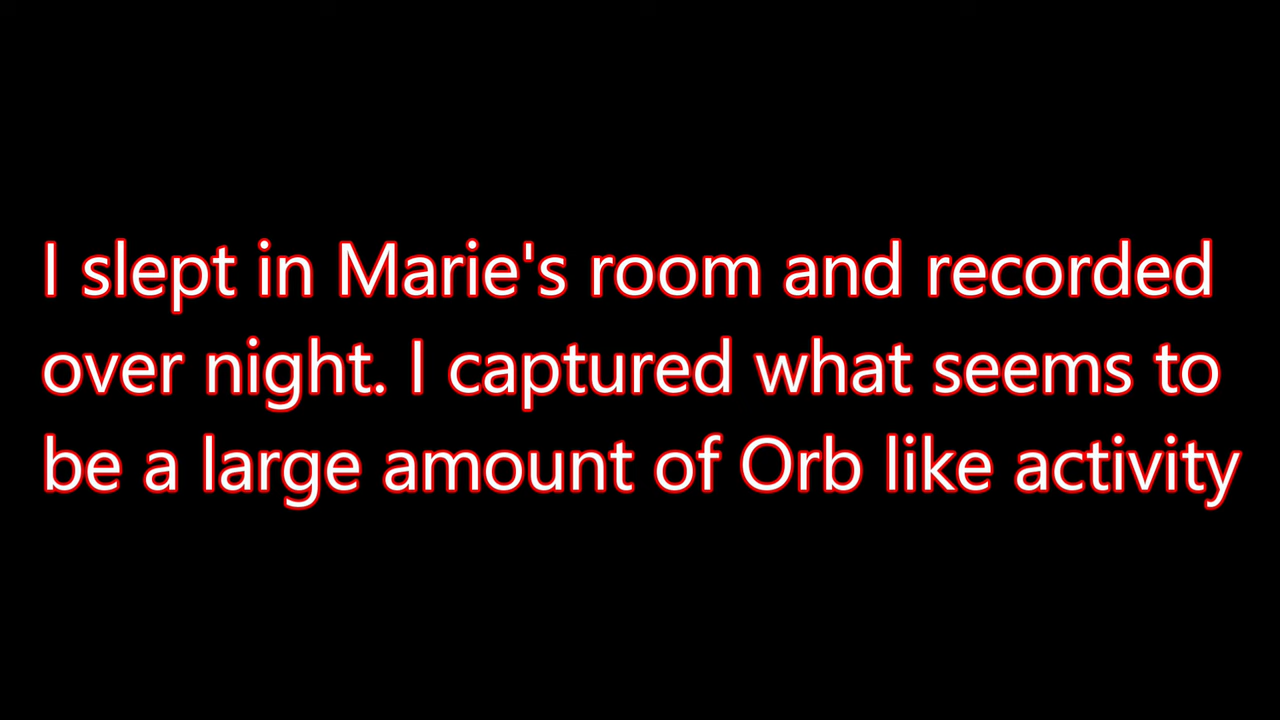 I slept in Marie's room and recorded
over night. I captured what seems to
be a large amount of Orb like activity